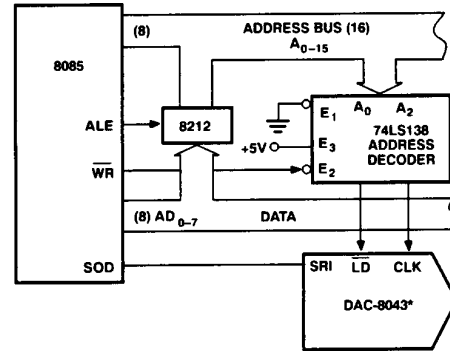 (8)
ADDRESS BUS (16)
A0–15
8085
ALE
8212
E1
A0
A2
74LS138
ADDRESS
DECODER
+5V
E3
E2
WR
(8) AD0–7
DATA
SOD
SRI
LD
CLK
DAC-8043*